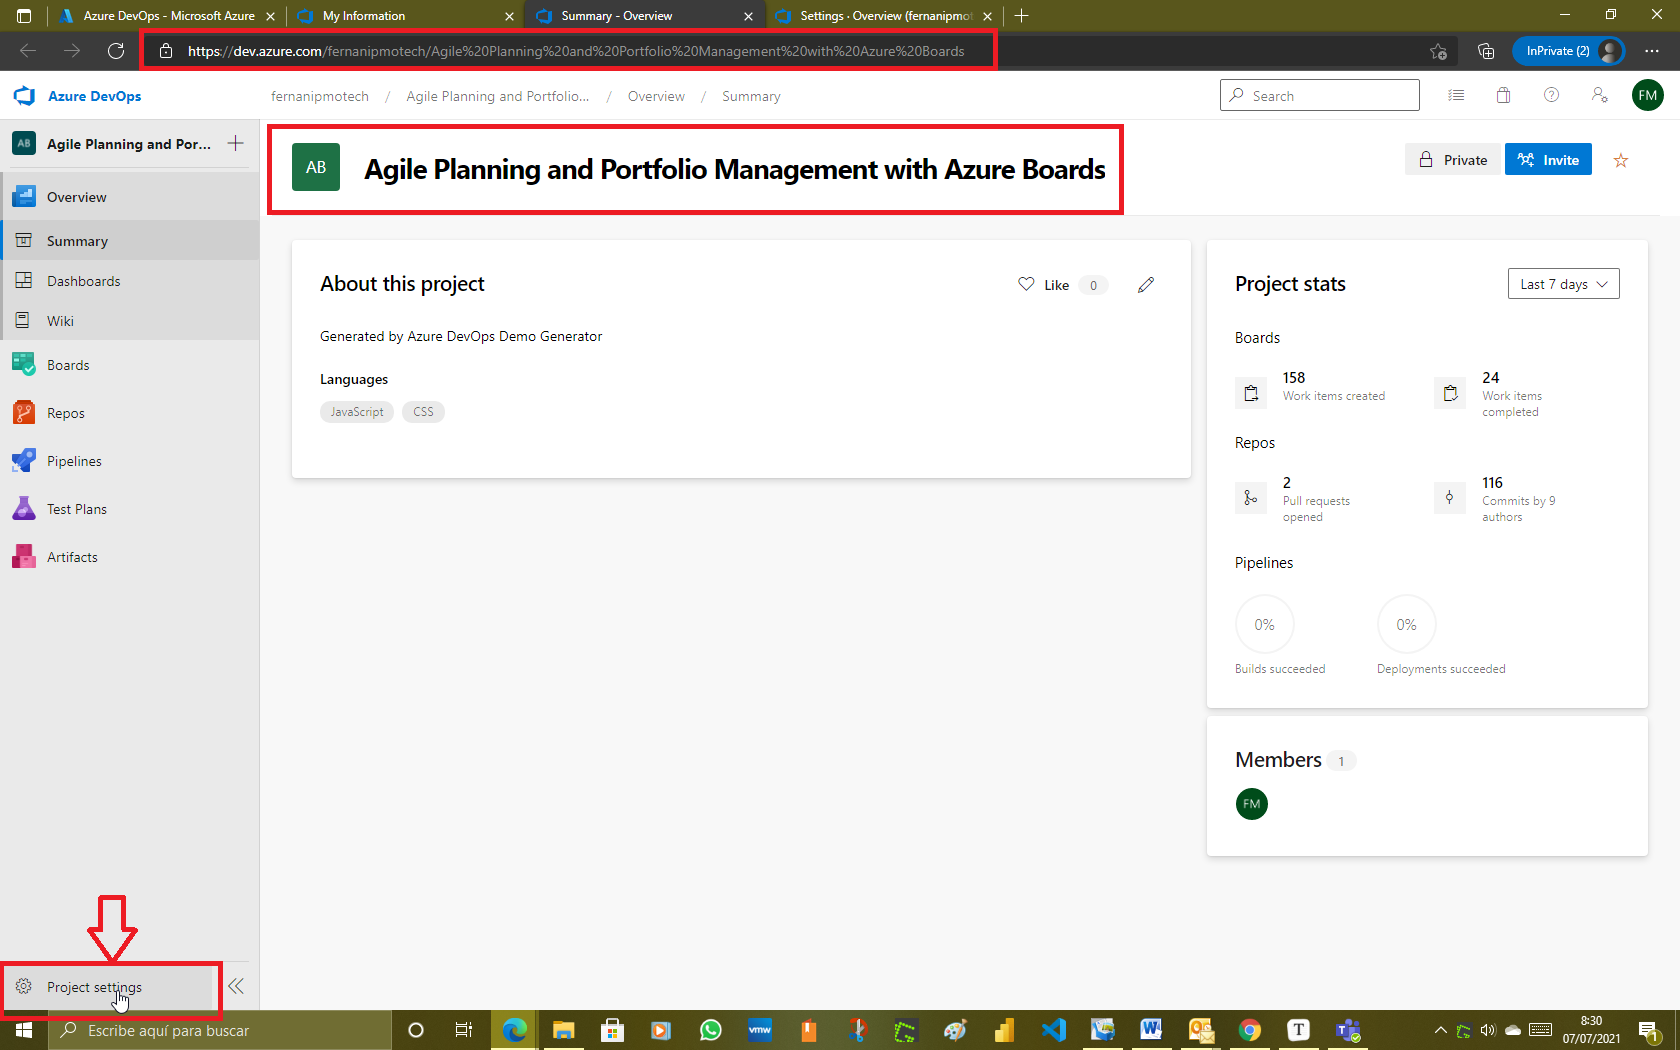 Azure DevOps - Microsoft Azure
My Information
Summary - Overview
Settings · Overview (fernanipmot
https://dev.azure.com/fernanipmotech/Agile%20Planning%20and%20Portfolio%20Management%20with%20Azure%20Boards
InPrivate (2)
Azure DevOps
fernanipmotech / Agile Planning and Portfolio... / Overview / Summary
Search
FM
AB
Agile Planning and Por...
AB
Agile Planning and Portfolio Management with Azure Boards
Private
Invite
Overview
Summary
Dashboards
Wiki
Boards
Repos
Pipelines
Test Plans
Artifacts
Project settings
About this project
Like 0
Generated by Azure DevOps Demo Generator
Languages
JavaScript CSS
Project stats
Last 7 days
Boards
158
Work items created
24
Work items
completed
Repos
2
Pull requests
opened
116
Commits by 9
authors
Pipelines
0%
Builds succeeded
0%
Deployments succeeded
Members 1
FM
Escribe aquí para buscar
vmw
W
T
8:30
07/07/2021
1